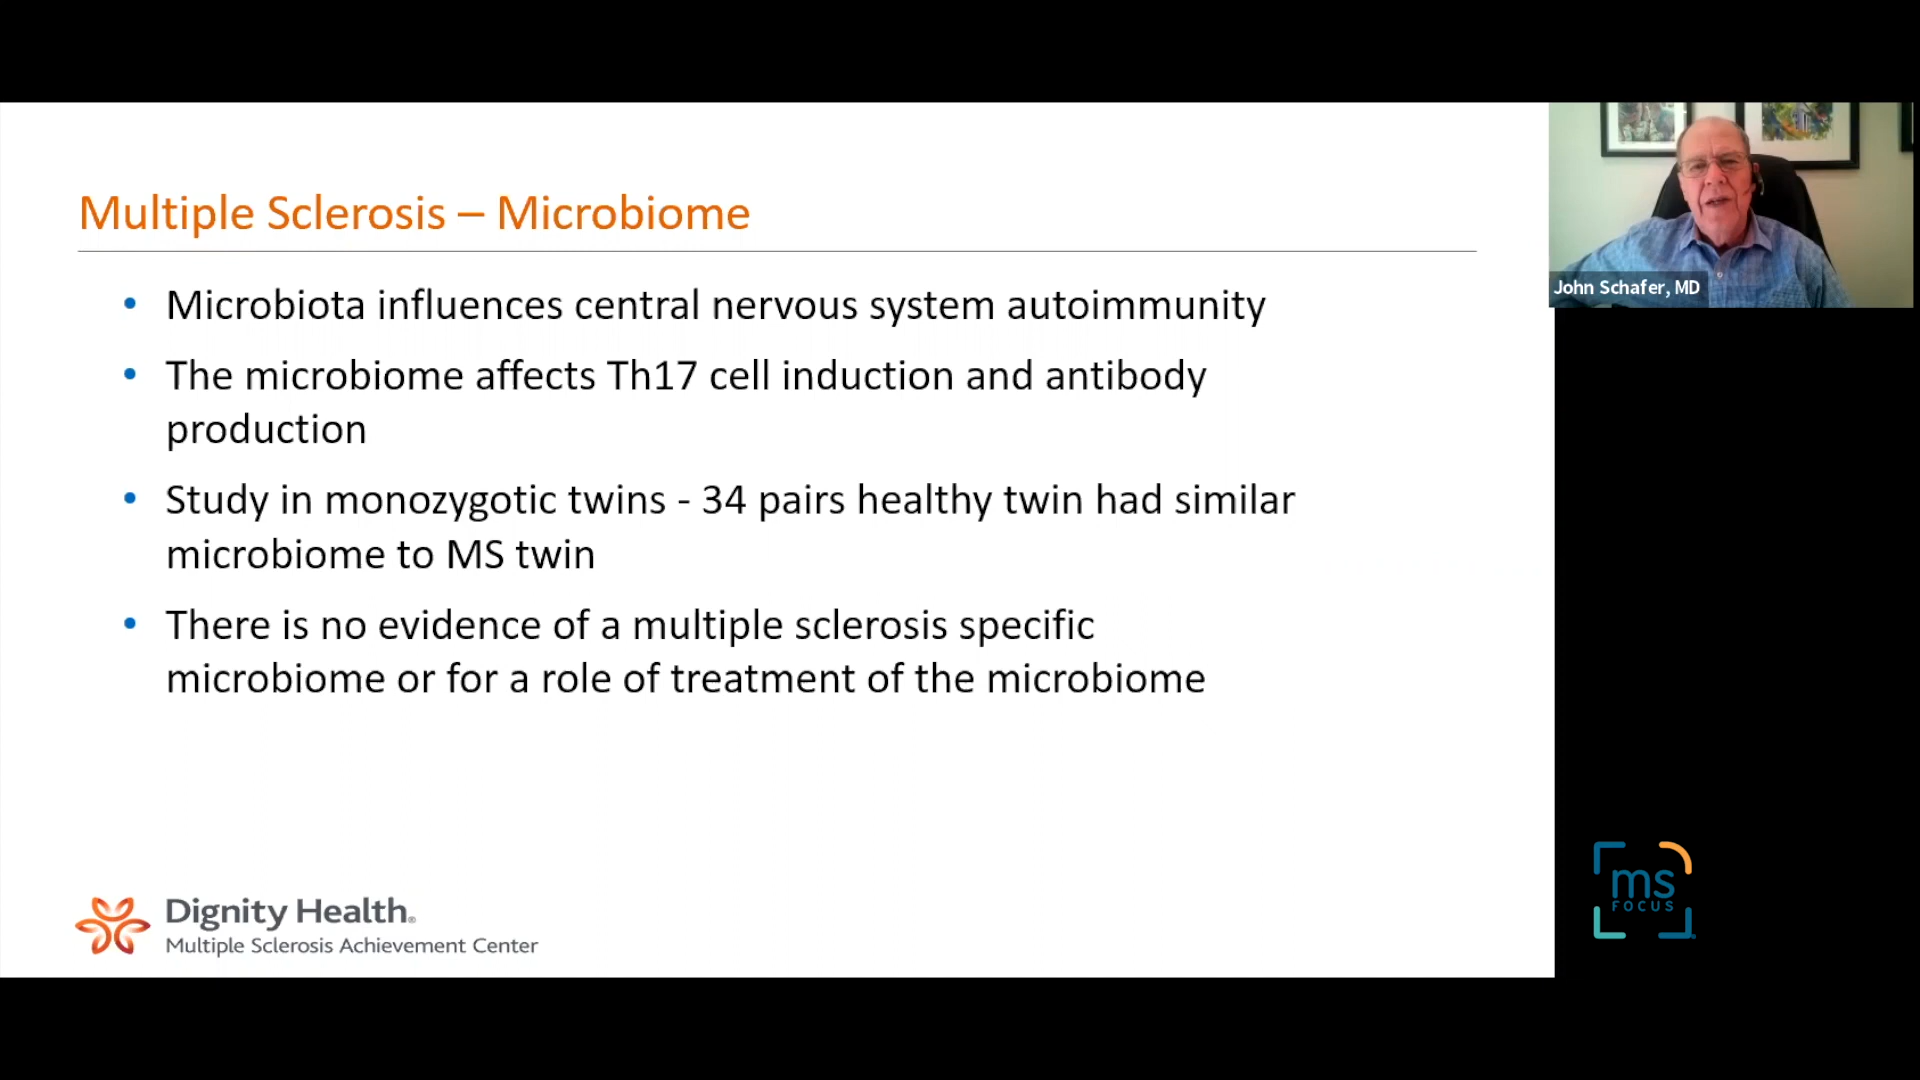 Multiple Sclerosis – Microbiome
• Microbiota influences central nervous system autoimmunity
• The microbiome affects Th17 cell induction and antibody
production
• Study in monozygotic twins - 34 pairs healthy twin had similar
microbiome to MS twin
• There is no evidence of a multiple sclerosis specific
microbiome or for a role of treatment of the microbiome
Dignity Health®
Multiple Sclerosis Achievement Center
John Schafer, MD
ms
FOCUS